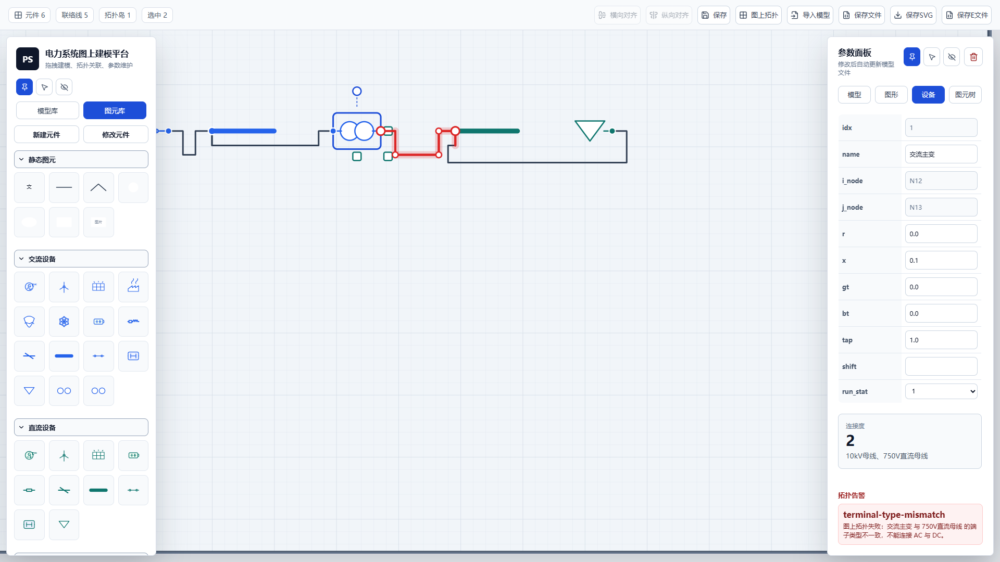 元件 6
联络线 5
拓扑岛 1
选中 2
横向对齐
纵向对齐
保存
图上拓扑
导入模型
保存文件
保存SVG
保存E文件
PS
电力系统图上建模平台
拖拽建模、拓扑关联、参数维护
模型库
图元库
新建元件
修改元件
静态图元
文
图片
交流设备
直流设备
参数面板
修改后自动更新模型
文件
模型
图形
设备
图元树
idx
1
name
交流主变
i_node
N12
j_node
N13
r
0.0
x
0.1
gt
0.0
bt
0.0
tap
1.0
shift
run_stat
1
连接度
2
10kV母线、750V直流母线
拓扑告警
terminal-type-mismatch
图上拓扑失败：交流主变 与 750V直流母线 的端
子类型不一致，不能连接 AC 与 DC。